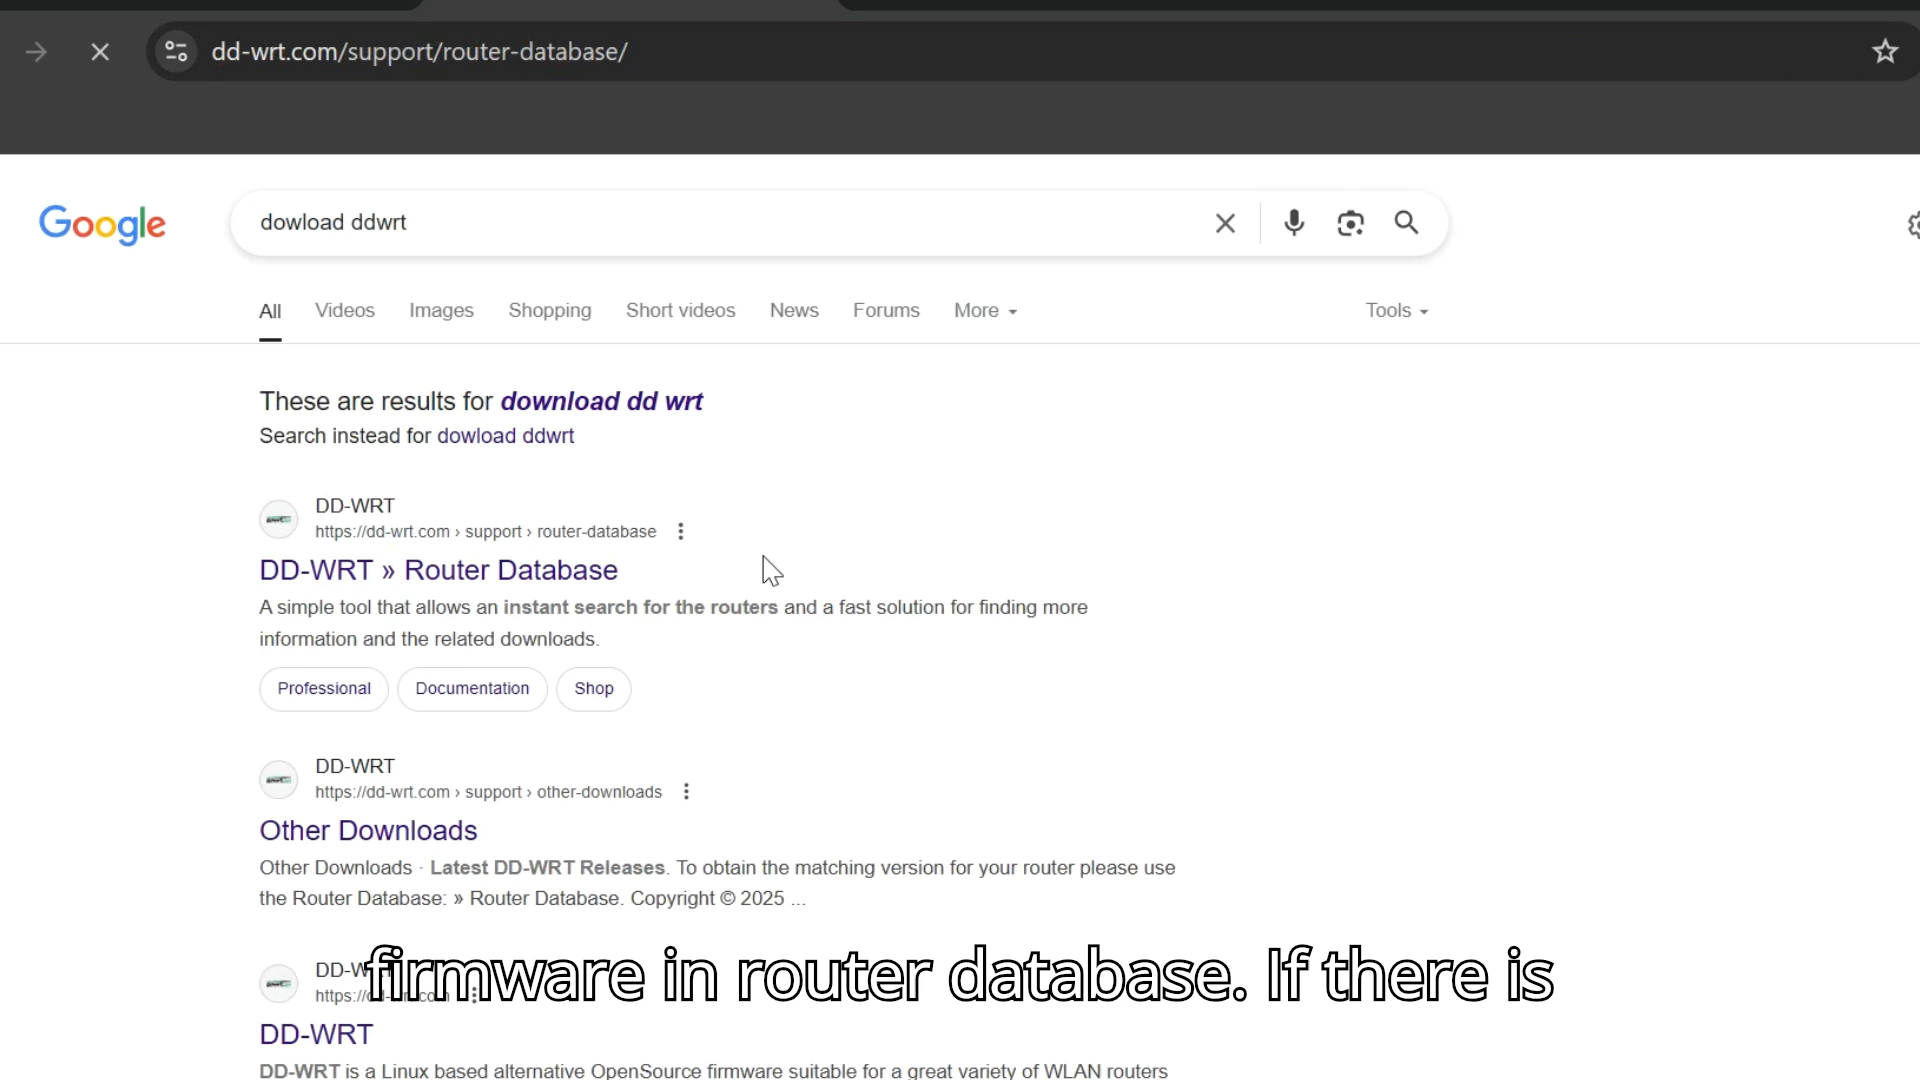 dd-wrt.com/support/router-database/
Google
dowload ddwrt
All Videos Images Shopping Short videos News Forums More Tools
These are results for download dd wrt
Search instead for dowload ddwrt
DD-WRT
https://dd-wrt.com › support › router-database
DD-WRT » Router Database
A simple tool that allows an instant search for the routers and a fast solution for finding more
information and the related downloads.
Professional Documentation Shop
DD-WRT
https://dd-wrt.com › support › other-downloads
Other Downloads
Other Downloads · Latest DD-WRT Releases. To obtain the matching version for your router please use
the Router Database: » Router Database. Copyright © 2025 ...
firmware in router database. If there is
DD-WRT
DD-WRT is a Linux based alternative OpenSource firmware suitable for a great variety of WLAN routers